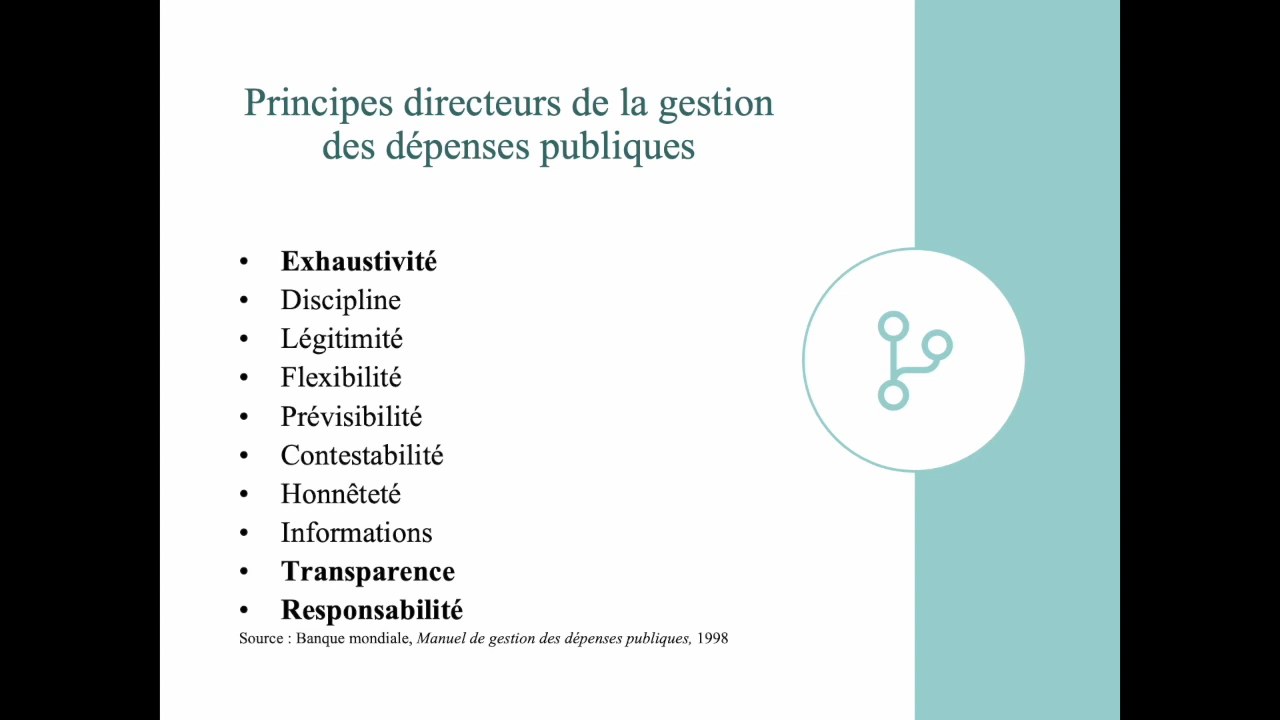 Principes directeurs de la gestion
des dépenses publiques
• Exhaustivité
• Discipline
• Légitimité
• Flexibilité
• Prévisibilité
• Contestabilité
• Honnêteté
• Informations
• Transparence
• Responsabilité
Source : Banque mondiale, Manuel de gestion des dépenses publiques, 1998